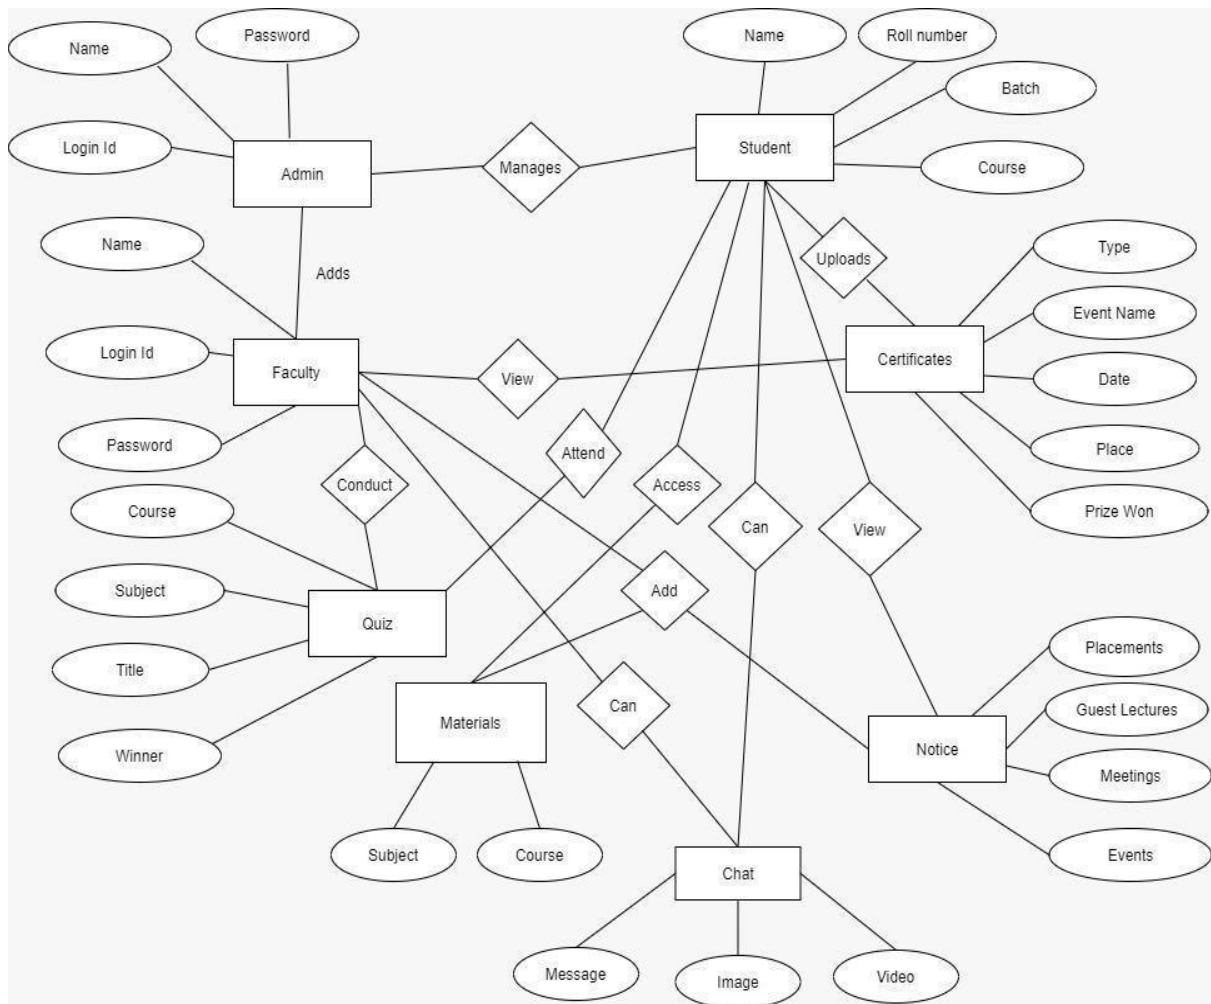 Name
Password
Name
Roll number
Batch
Login Id
Admin
Manages
Student
Course
Name
Adds
Uploads
Type
Event Name
Login Id
Faculty
View
Certificates
Date
Password
Attend
Place
Conduct
Access
Course
Can
View
Prize Won
Subject
Add
Quiz
Title
Placements
Can
Guest Lectures
Materials
Notice
Winner
Meetings
Subject
Course
Events
Chat
Message
Image
Video